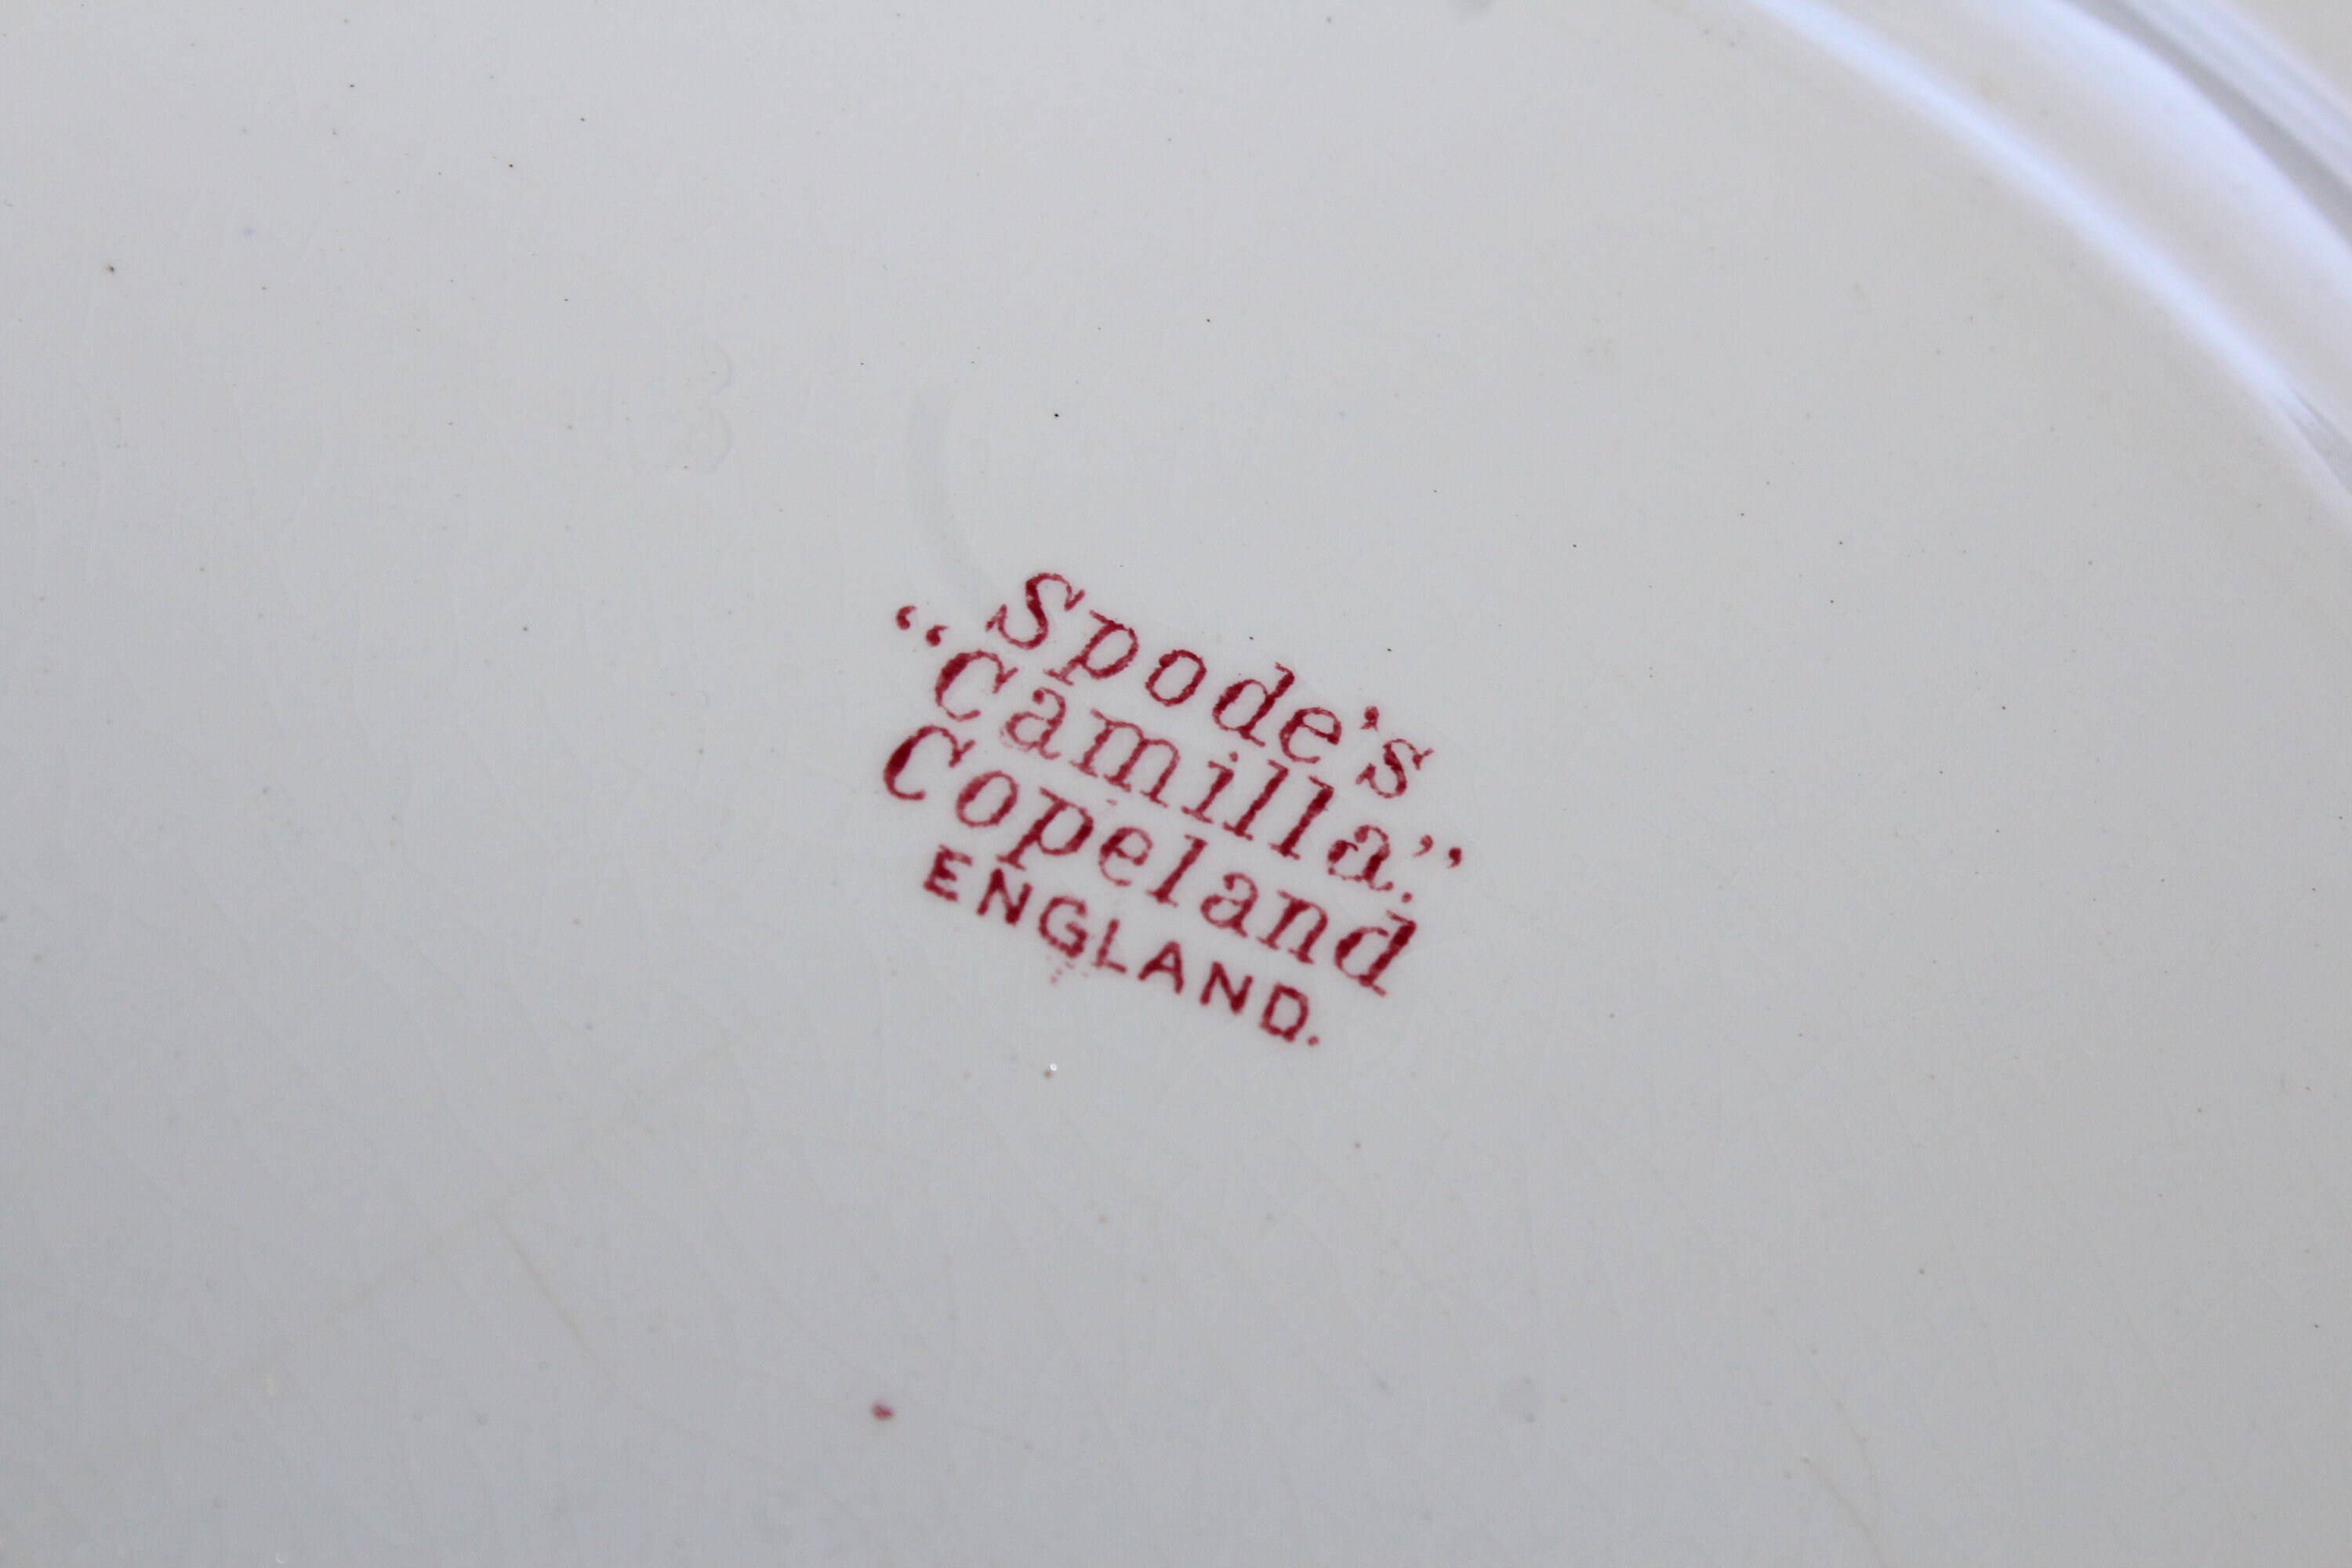 Spode's
“Camilla.”
Copeland
ENGLAND.